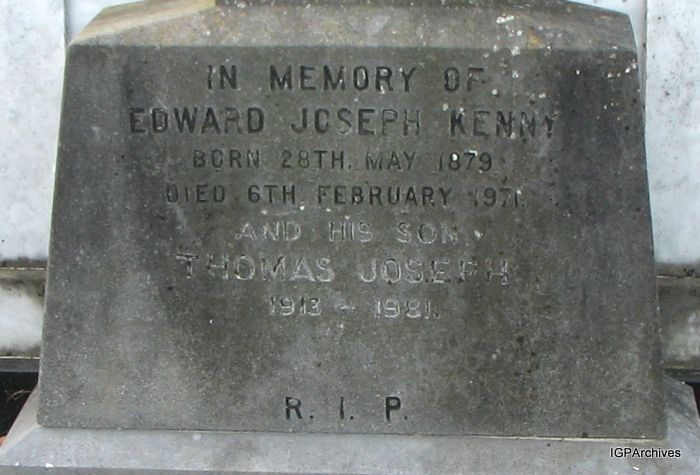 IN MEMORY OF
EDWARD JOSEPH KENNY
BORN 28TH. MAY 1879
DIED 6TH. FEBRUARY 1971.
AND HIS SON
THOMAS JOSEPH
1913 – 1981.
R. I. P.
IGPArchives